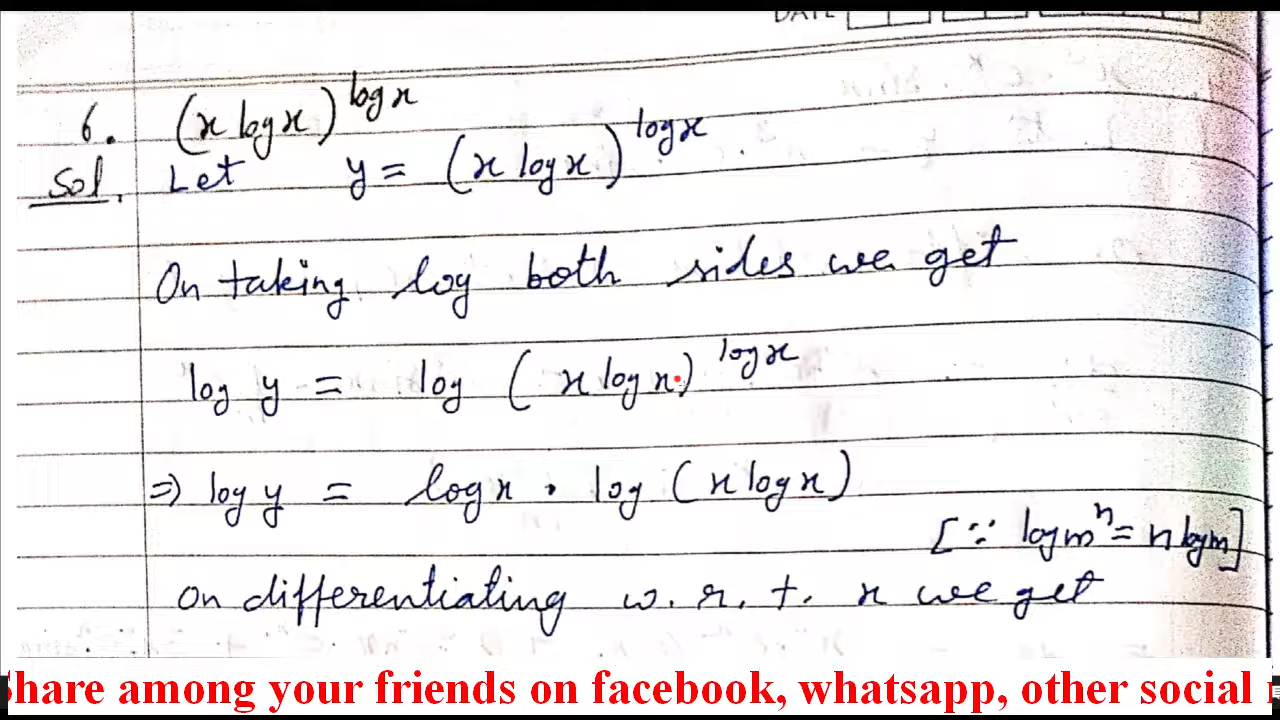 DATE
6. (x log x)^log x
Sol. Let y = (x log x)^log x
On taking log both sides we get
log y = log (x log x)^log x
⇒ log y = log x · log (x log x)
[∵ log m^n = n log m]
on differentiating w.r.t. x we get
Share among your friends on facebook, whatsapp, other social